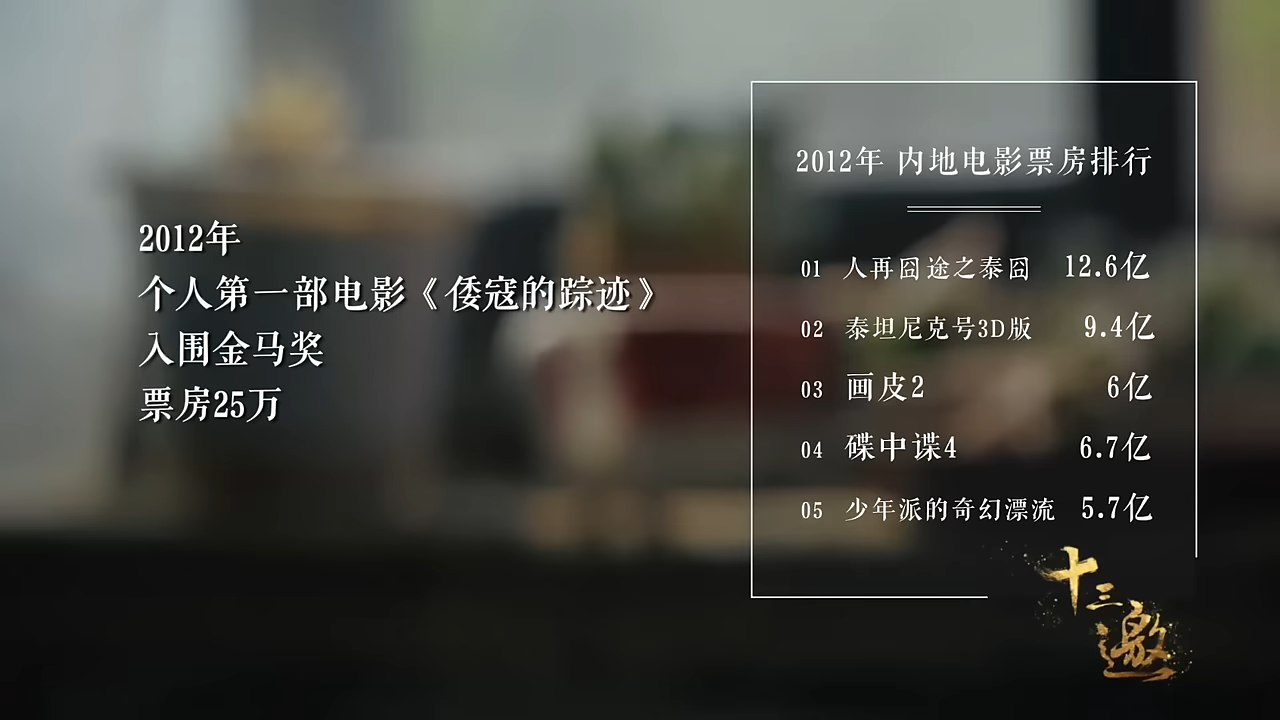 2012年
个人第一部电影《倭寇的踪迹》
入围金马奖
票房25万
2012年 内地电影票房排行
01 人再囧途之泰囧 12.6亿
02 泰坦尼克号3D版 9.4亿
03 画皮2 6亿
04 碟中谍4 6.7亿
05 少年派的奇幻漂流 5.7亿
十三邀